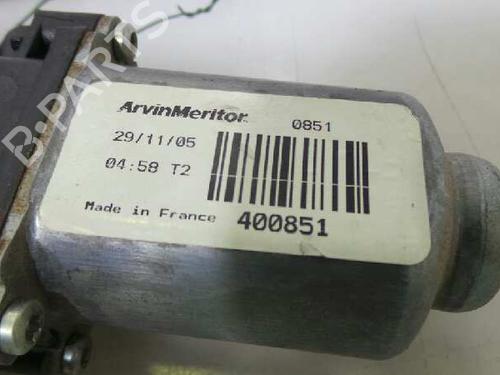 ArvinMeritor 0851
29/11/05
04:58 T2
Made in France 400851
B-PARTS